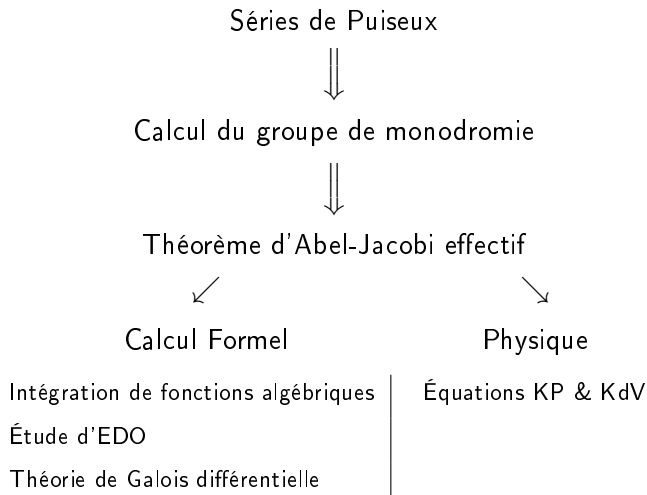 Séries de Puiseux
Calcul du groupe de monodromie
Théorème d'Abel-Jacobi effectif
Calcul Formel
Physique
Intégration de fonctions algébriques
Équations KP & KdV
Étude d'EDO
Théorie de Galois différentielle